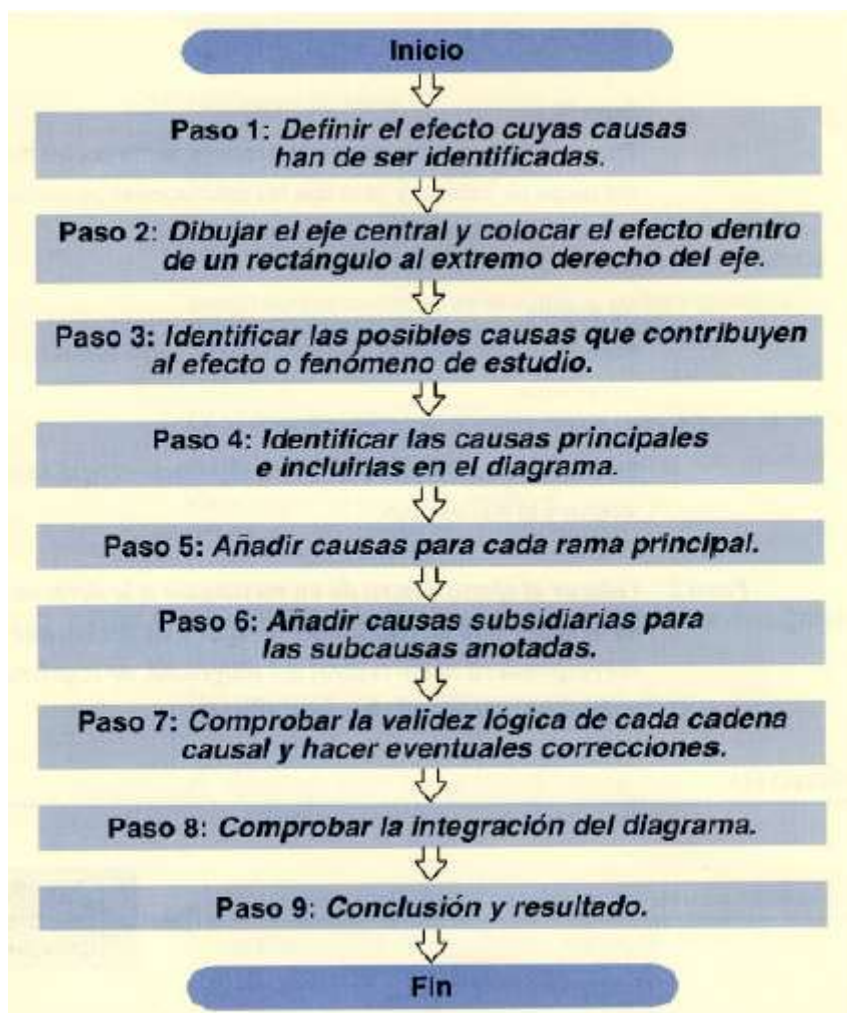 Inicio
Paso 1: Definir el efecto cuyas causas
han de ser identificadas.
Paso 2: Dibujar el eje central y colocar el efecto dentro
de un rectángulo al extremo derecho del eje.
Paso 3: Identificar las posibles causas que contribuyen
al efecto o fenómeno de estudio.
Paso 4: Identificar las causas principales
e incluirlas en el diagrama.
Paso 5: Añadir causas para cada rama principal.
Paso 6: Añadir causas subsidiarias para
las subcausas anotadas.
Paso 7: Comprobar la validez lógica de cada cadena
causal y hacer eventuales correcciones.
Paso 8: Comprobar la integración del diagrama.
Paso 9: Conclusión y resultado.
Fin